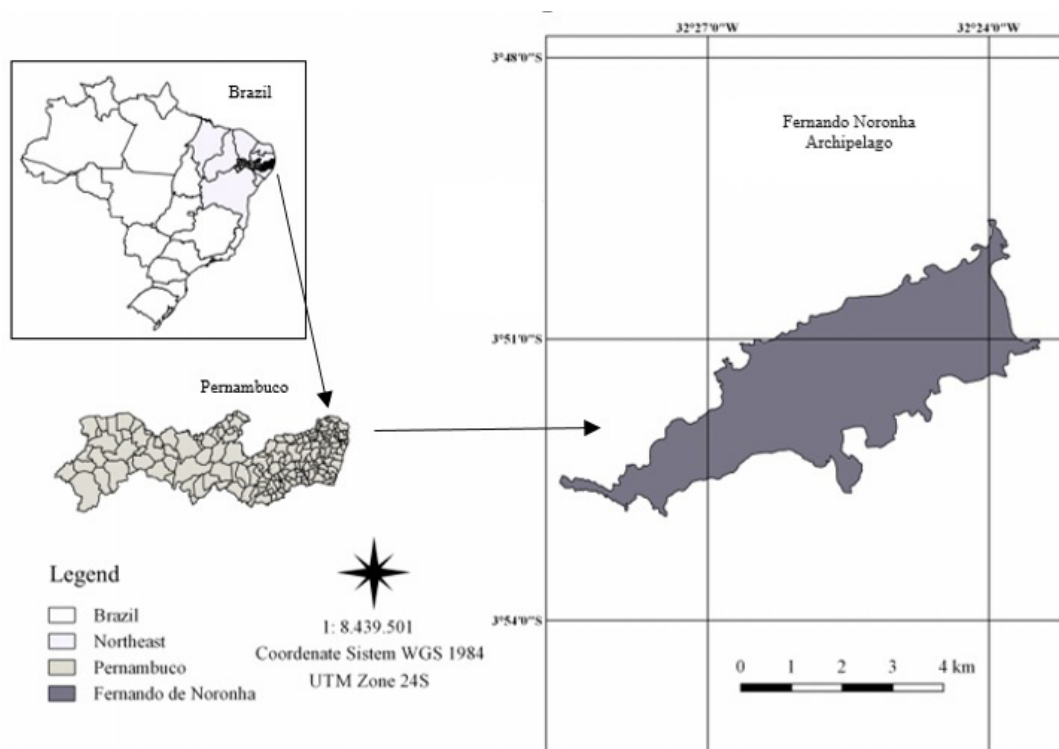 Brazil
Pernambuco
Legend
Brazil
Northeast
Pernambuco
Fernando de Noronha
1: 8.439.501
Coordenate Sistem WGS 1984
UTM Zone 24S
32°27'0"W
32°24'0"W
3°48'0"S
Fernando Noronha
Archipelago
3°51'0"S
3°54'0"S
0 1 2 3 4 km